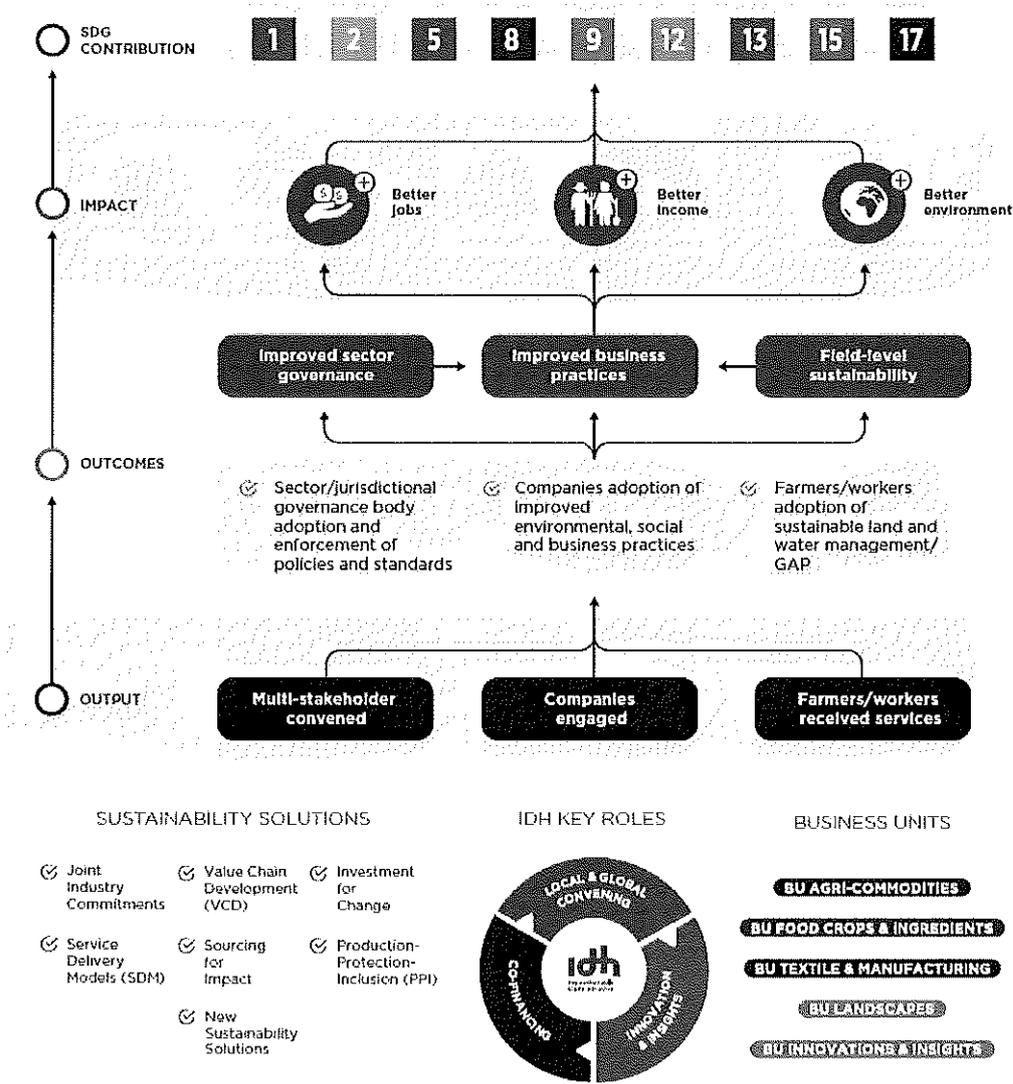 SDG
CONTRIBUTION
1
2
5
8
9
12
13
15
17
IMPACT
Better
jobs
Better
income
Better
environment
Improved sector
governance
Improved business
practices
Field-level
sustainability
OUTCOMES
Sector/jurisdictional
governance body
adoption and
enforcement of
policies and standards
Companies adoption of
improved
environmental, social
and business practices
Farmers/workers
adoption of
sustainable land and
water management/
GAP
OUTPUT
Multi-stakeholder
convened
Companies
engaged
Farmers/workers
received services
SUSTAINABILITY SOLUTIONS
Joint
Industry
Commitments
Value Chain
Development
(VCD)
Investment
for
Change
Service
Delivery
Models (SDM)
Sourcing
for
Impact
Production-
Protection-
Inclusion (PPI)
New
Sustainability
Solutions
IDH KEY ROLES
LOCAL & GLOBAL
CONVENING
COFINANCING
INNOVATION
& INSIGHTS
idh
BUSINESS UNITS
BU AGRI-COMMODITIES
BU FOOD CROPS & INGREDIENTS
BU TEXTILE & MANUFACTURING
BU LANDSCAPES
BU INNOVATIONS & INSIGHTS